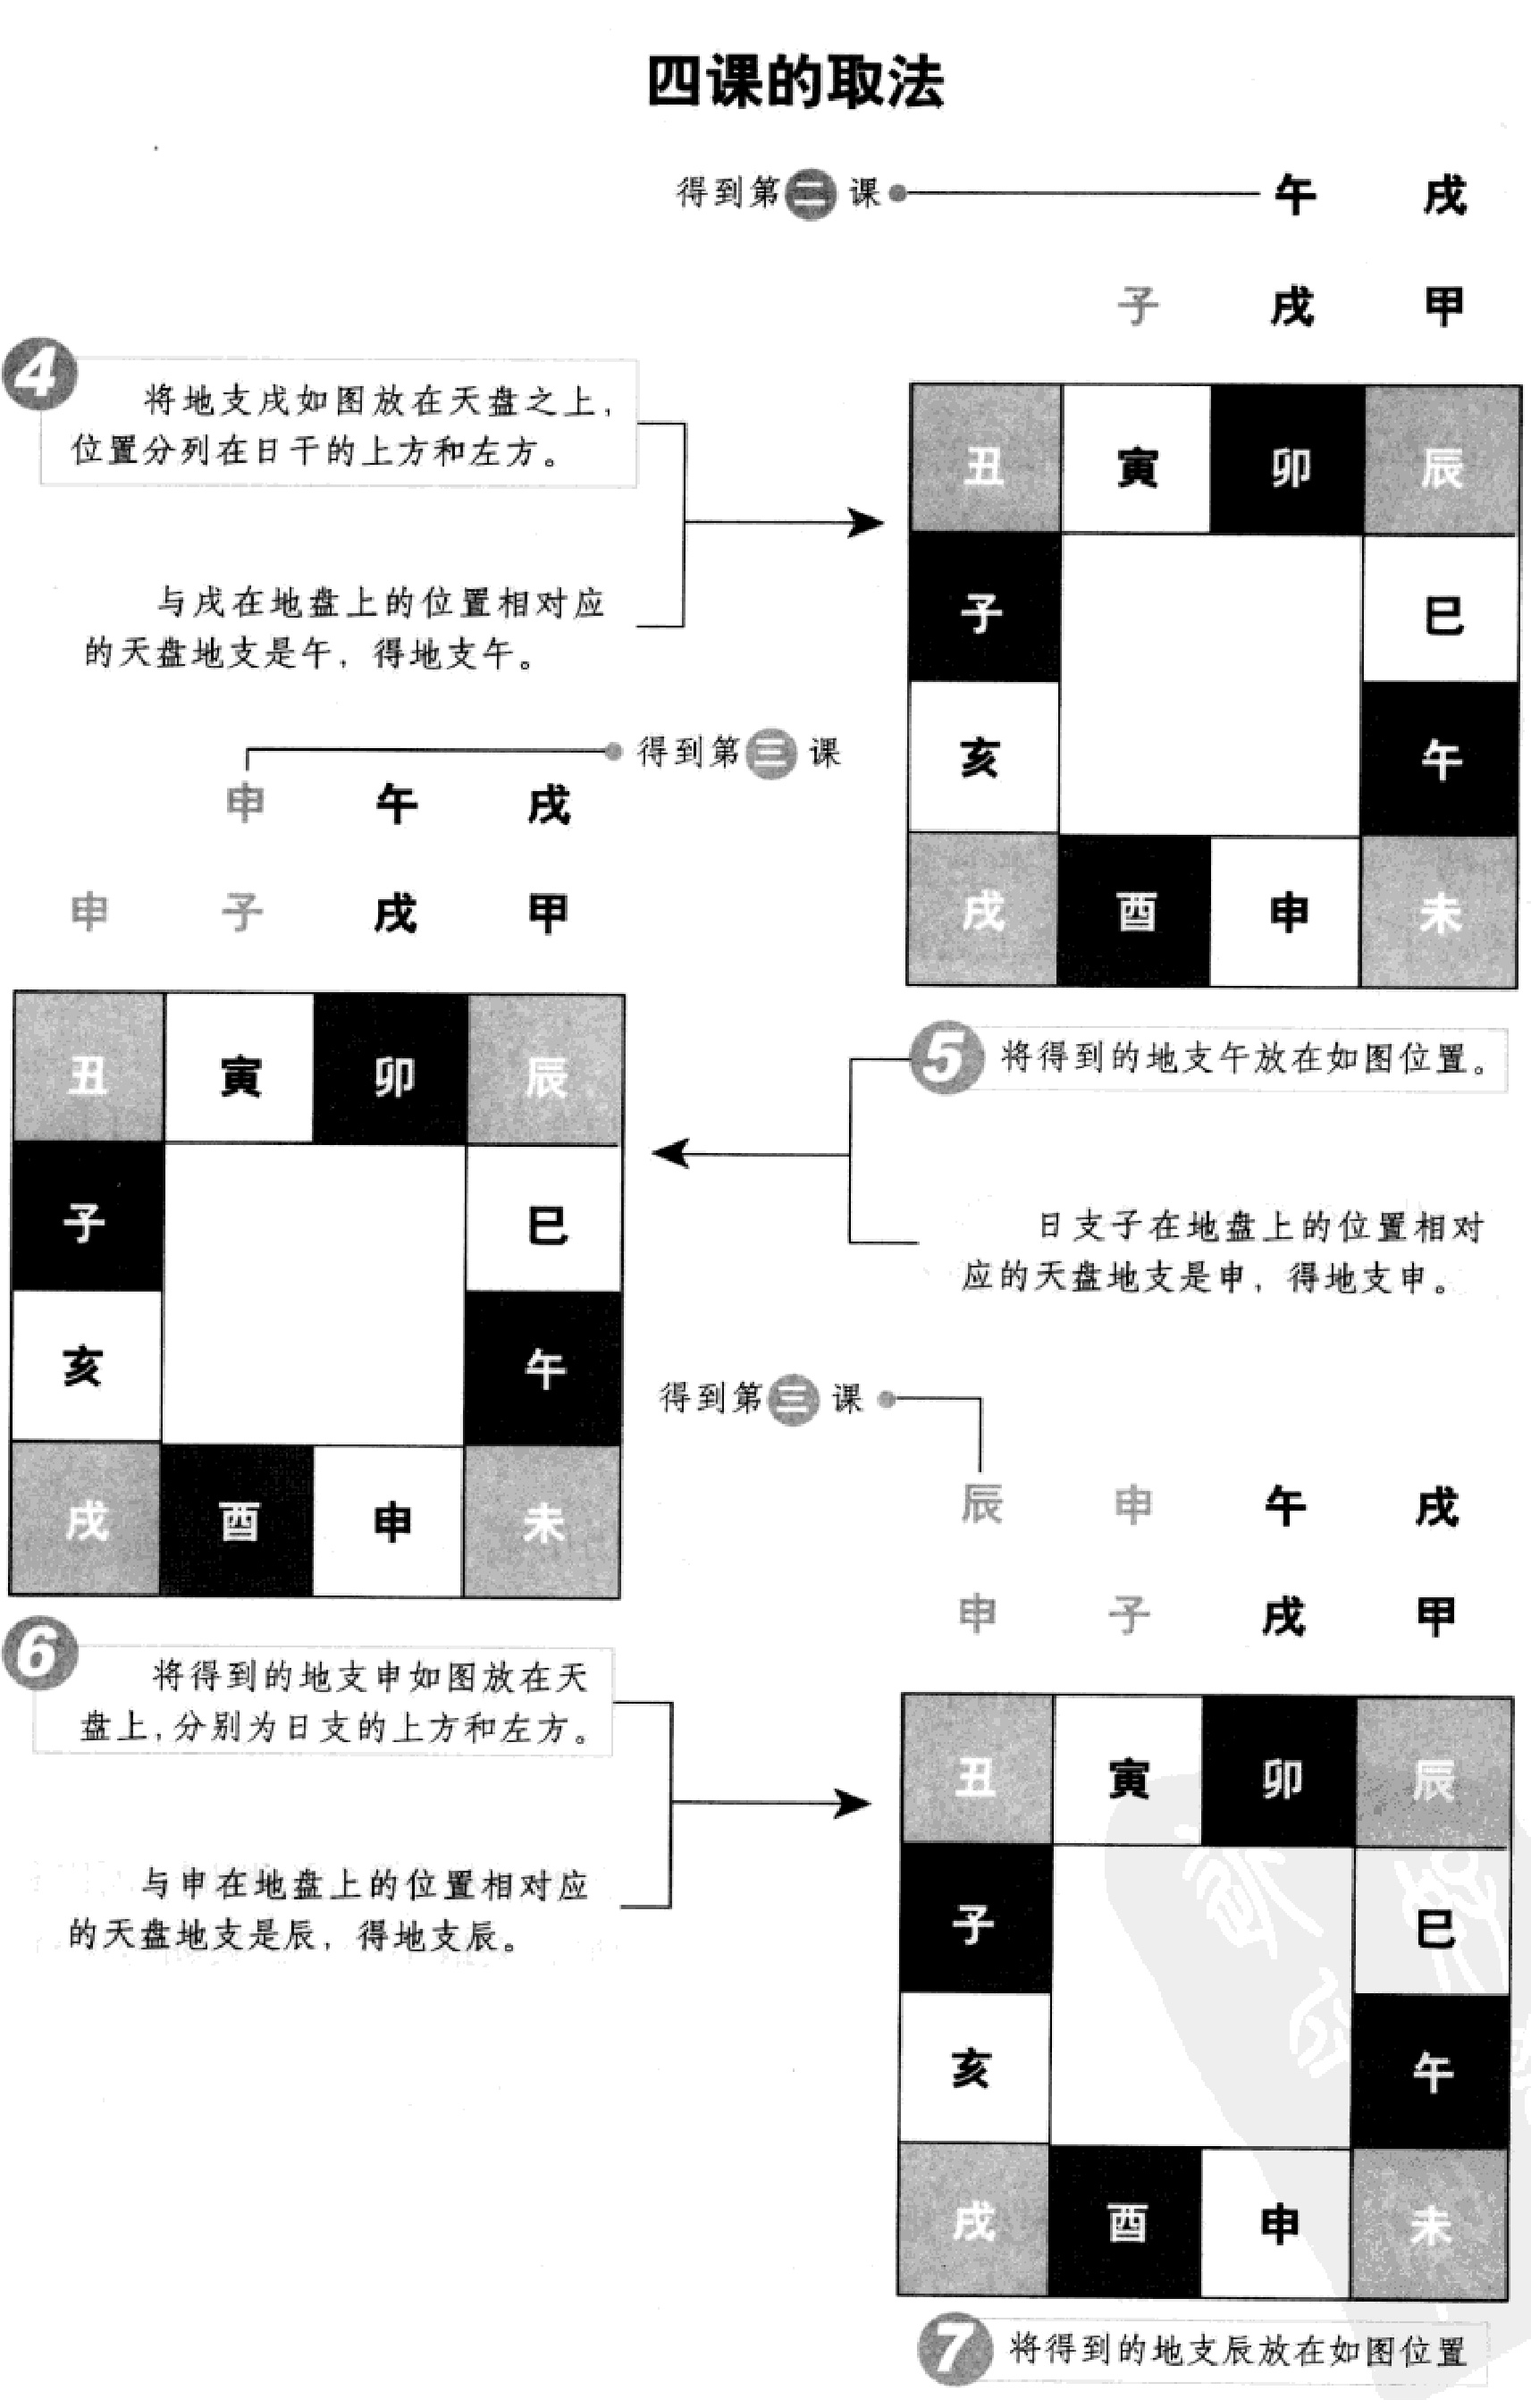 四课的取法
得到第二课
午 戌
子 戌 甲
4
将地支戌如图放在天盘之上，
位置分列在日干的上方和左方。
与戌在地盘上的位置相对应
的天盘地支是午，得地支午。
丑 寅 卯 辰
子 巳
亥 午
戌 酉 申 未
得到第三课
申 午 戌
申 子 戌 甲
丑 寅 卯 辰
子 巳
亥 午
戌 酉 申 未
5
将得到的地支午放在如图位置。
日支子在地盘上的位置相对
应的天盘地支是申，得地支申。
得到第三课
辰 申 午 戌
申 子 戌 甲
6
将得到的地支申如图放在天
盘上，分别为日支的上方和左方。
与申在地盘上的位置相对应
的天盘地支是辰，得地支辰。
丑 寅 卯 辰
子 巳
亥 午
戌 酉 申 未
7
将得到的地支辰放在如图位置